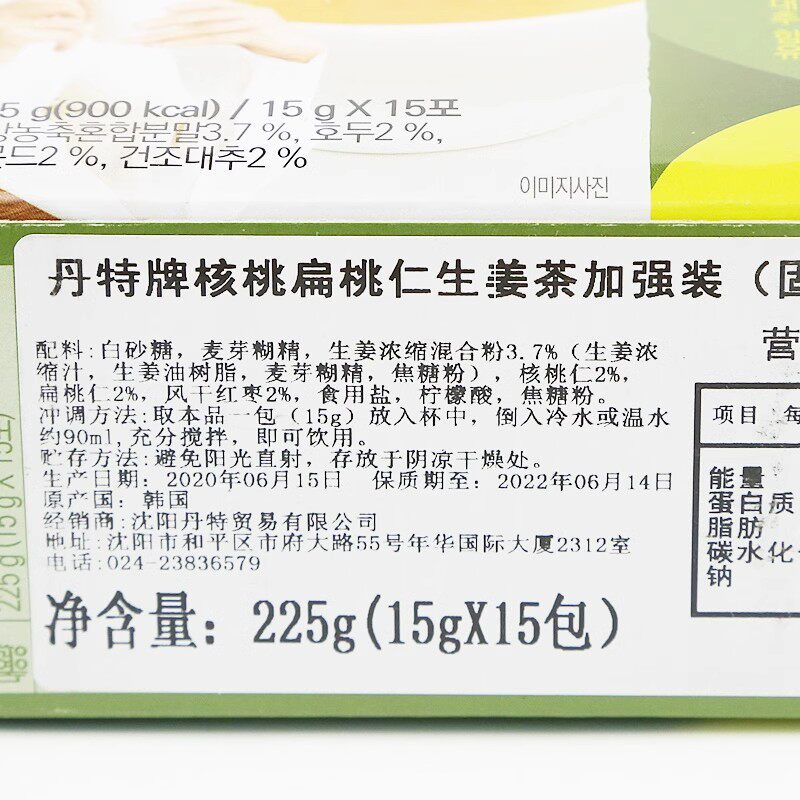 5 g(900 kcal) / 15 g X 15포
농축혼합분말3.7 %, 호두2 %,
몬드2 %, 건조대추2 %
이미지사진
丹特牌核桃扁桃仁生姜茶加强装（固
配料:白砂糖，麦芽糊精，生姜浓缩混合粉3.7%（生姜浓
缩汁，生姜油树脂，麦芽糊精，焦糖粉），核桃仁2%，
扁桃仁2%，风干红枣2%，食用盐，柠檬酸，焦糖粉。
冲调方法:取本品一包（15g）放入杯中，倒入冷水或温水
约90ml,充分搅拌，即可饮用。
贮存方法:避免阳光直射，存放于阴凉干燥处。
生产日期：2020年06月15日 保质期至：2022年06月14日
原产国：韩国
经销商:沈阳丹特贸易有限公司
地址:沈阳市和平区市府大路55号年华国际大厦2312室
电话:024-23836579
净含量：225g(15gX15包)
营
项目 每
能量
蛋白质
脂肪
碳水化
钠